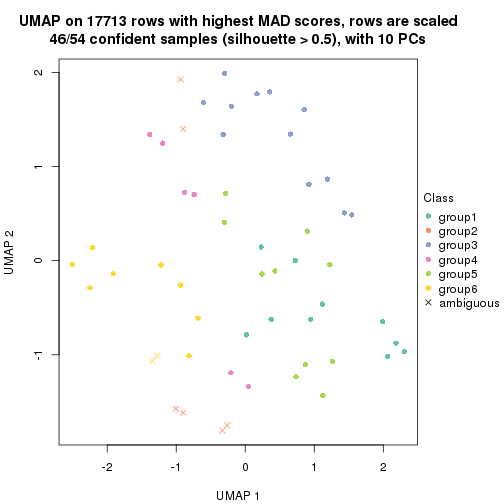 UMAP on 17713 rows with highest MAD scores, rows are scaled
46/54 confident samples (silhouette > 0.5), with 10 PCs
2
1
0
-1
UMAP 2
-2
-1
0
1
2
UMAP 1
Class
group1
group2
group3
group4
group5
group6
ambiguous